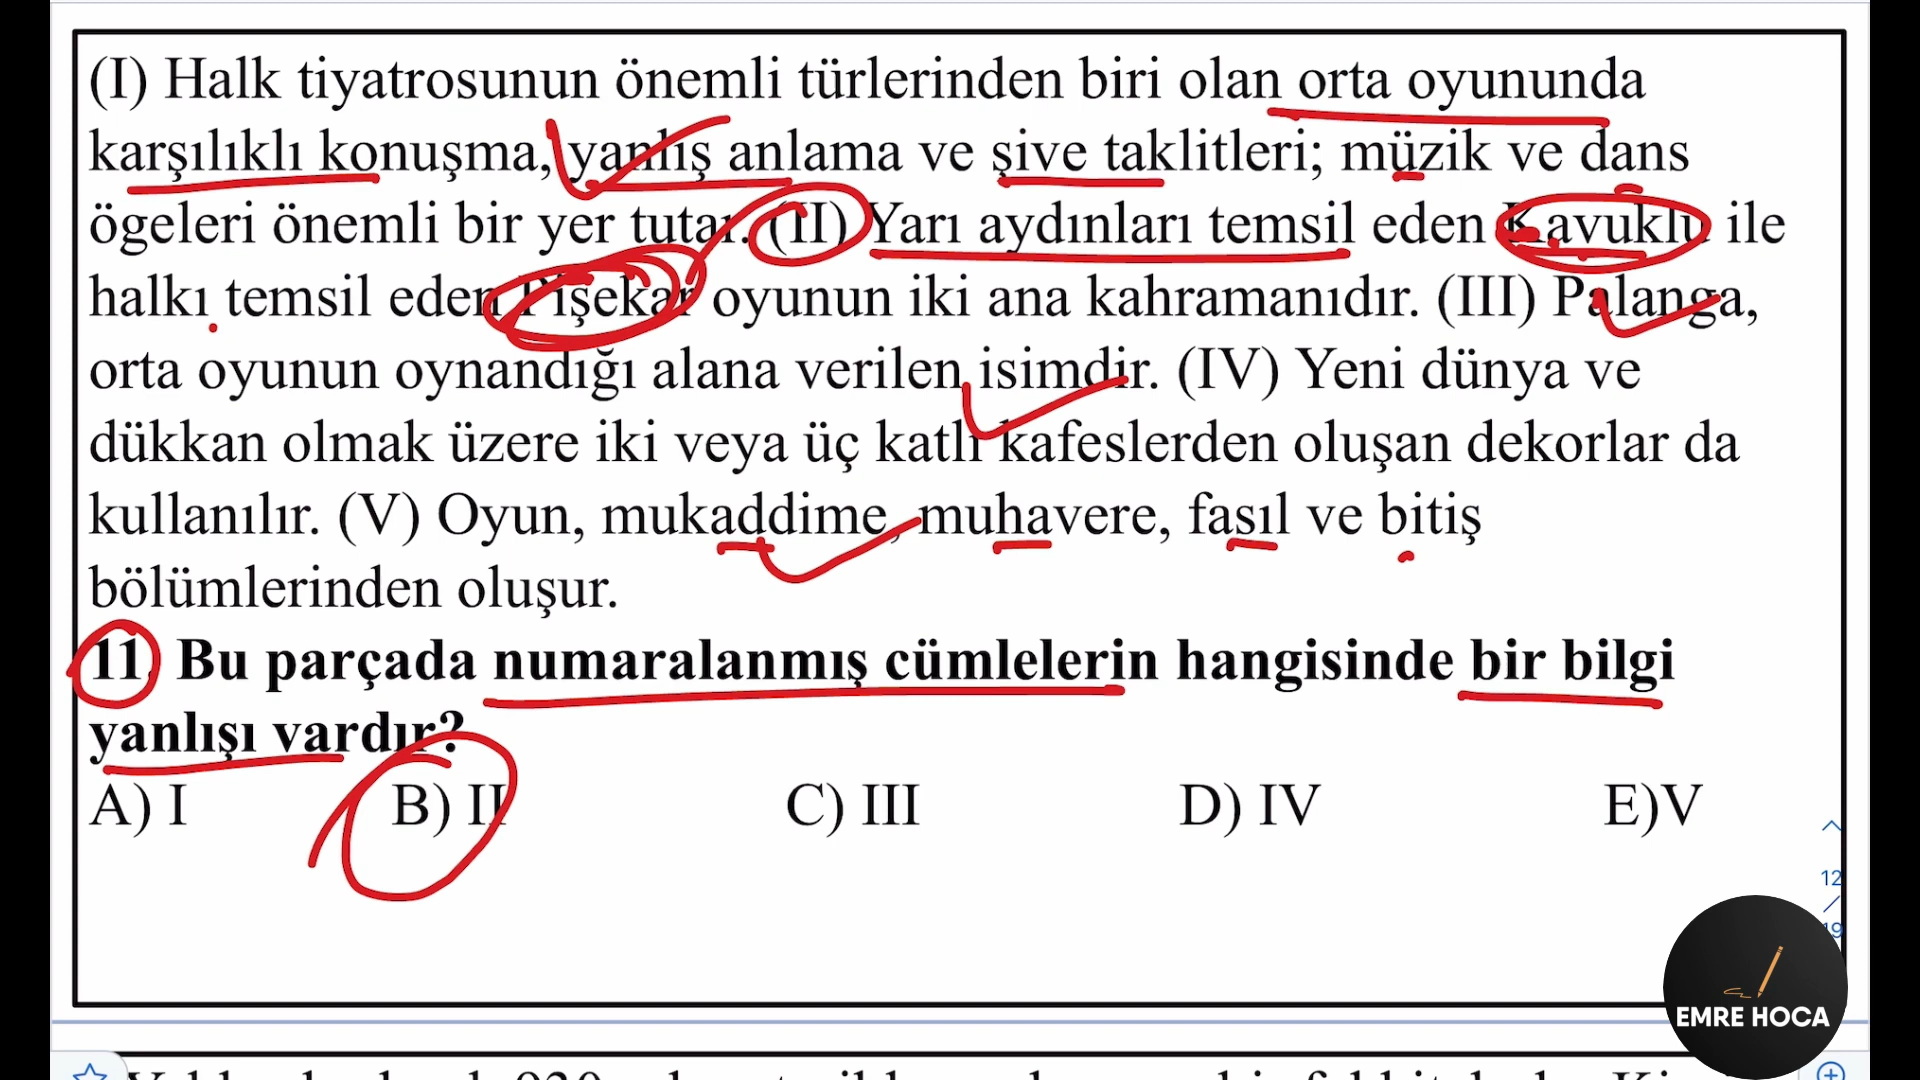 (I) Halk tiyatrosunun önemli türlerinden biri olan orta oyununda
karşılıklı konuşma, yanlış anlama ve şive taklitleri; müzik ve dans
ögeleri önemli bir yer tutar. (II) Yarı aydınları temsil eden Kavuklu ile
halkı temsil eden Pişekar oyunun iki ana kahramanıdır. (III) Palanga,
orta oyunun oynandığı alana verilen isimdir. (IV) Yeni dünya ve
dükkan olmak üzere iki veya üç katlı kafeslerden oluşan dekorlar da
kullanılır. (V) Oyun, mukaddime, muhavere, fasıl ve bitiş
bölümlerinden oluşur.
11. Bu parçada numaralanmış cümlelerin hangisinde bir bilgi
yanlışı vardır?
A) I B) II C) III D) IV E)V
12
/
19
EMRE HOCA